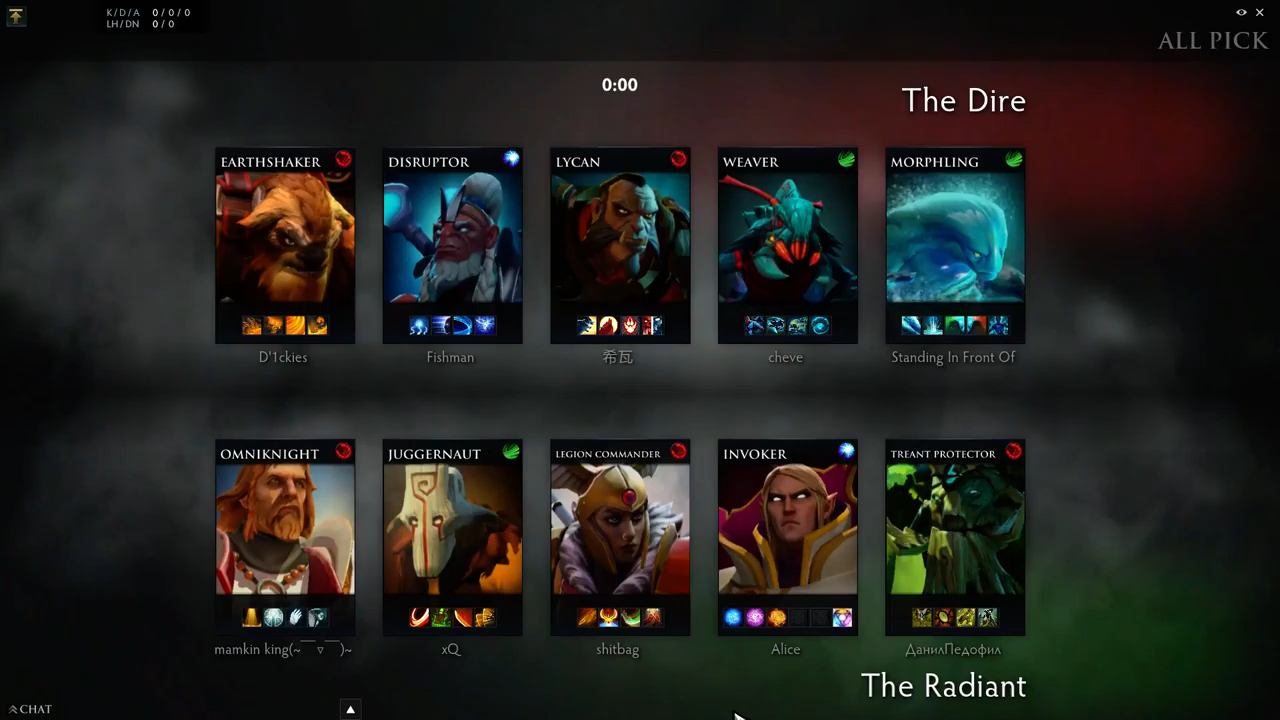 K/D/A 0/0/0
LH/DN 0/0
ALL PICK
0:00
The Dire
EARTHSHAKER
DISRUPTOR
LYCAN
WEAVER
MORPHLING
D'1ckies
Fishman
希瓦
cheve
Standing In Front Of
OMNIKNIGHT
JUGGERNAUT
LEGION COMMANDER
INVOKER
TREANT PROTECTOR
mamkin king(~ ̄▽ ̄)~
xQ
shitbag
Alice
ДанилПедофил
The Radiant
CHAT